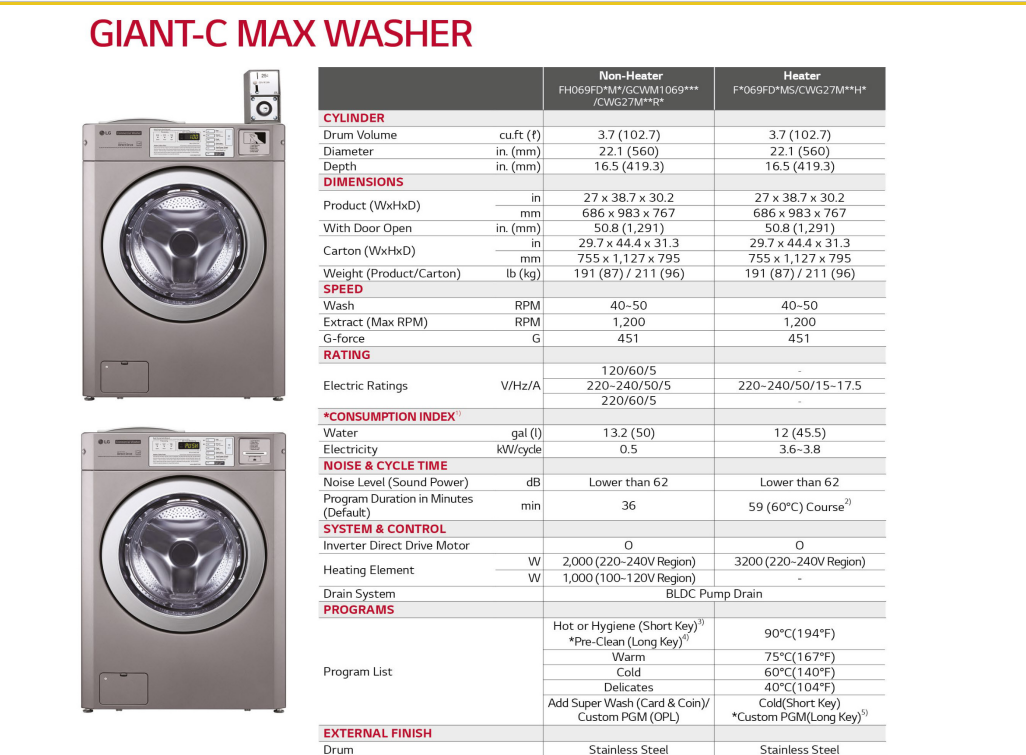 GIANT-C MAX WASHER
Non-Heater Heater
FH069FD*M*/GCWM1069*** F*069FD*MS/CWG27M**H*
/CWG27M**R*
CYLINDER
Drum Volume cu.ft (ℓ) 3.7 (102.7) 3.7 (102.7)
Diameter in. (mm) 22.1 (560) 22.1 (560)
Depth in. (mm) 16.5 (419.3) 16.5 (419.3)
DIMENSIONS
Product (WxHxD) in 27 x 38.7 x 30.2 27 x 38.7 x 30.2
mm 686 x 983 x 767 686 x 983 x 767
With Door Open in. (mm) 50.8 (1,291) 50.8 (1,291)
Carton (WxHxD) in 29.7 x 44.4 x 31.3 29.7 x 44.4 x 31.3
mm 755 x 1,127 x 795 755 x 1,127 x 795
Weight (Product/Carton) lb (kg) 191 (87) / 211 (96) 191 (87) / 211 (96)
SPEED
Wash RPM 40~50 40~50
Extract (Max RPM) RPM 1,200 1,200
G-force G 451 451
RATING
120/60/5 -
Electric Ratings V/Hz/A 220~240/50/5 220~240/50/15~17.5
220/60/5 -
*CONSUMPTION INDEX1)
Water gal (l) 13.2 (50) 12 (45.5)
Electricity kW/cycle 0.5 3.6~3.8
NOISE & CYCLE TIME
Noise Level (Sound Power) dB Lower than 62 Lower than 62
Program Duration in Minutes
(Default) min 36 59 (60°C) Course2)
SYSTEM & CONTROL
Inverter Direct Drive Motor O O
Heating Element W 2,000 (220~240V Region) 3200 (220~240V Region)
W 1,000 (100~120V Region) -
Drain System BLDC Pump Drain
PROGRAMS
Program List
Hot or Hygiene (Short Key)3)
*Pre-Clean (Long Key)4) 90°C(194°F)
Warm 75°C(167°F)
Cold 60°C(140°F)
Delicates 40°C(104°F)
Add Super Wash (Card & Coin)/ Cold(Short Key)
Custom PGM (OPL) *Custom PGM(Long Key)5)
EXTERNAL FINISH
Drum Stainless Steel Stainless Steel
LG
LG